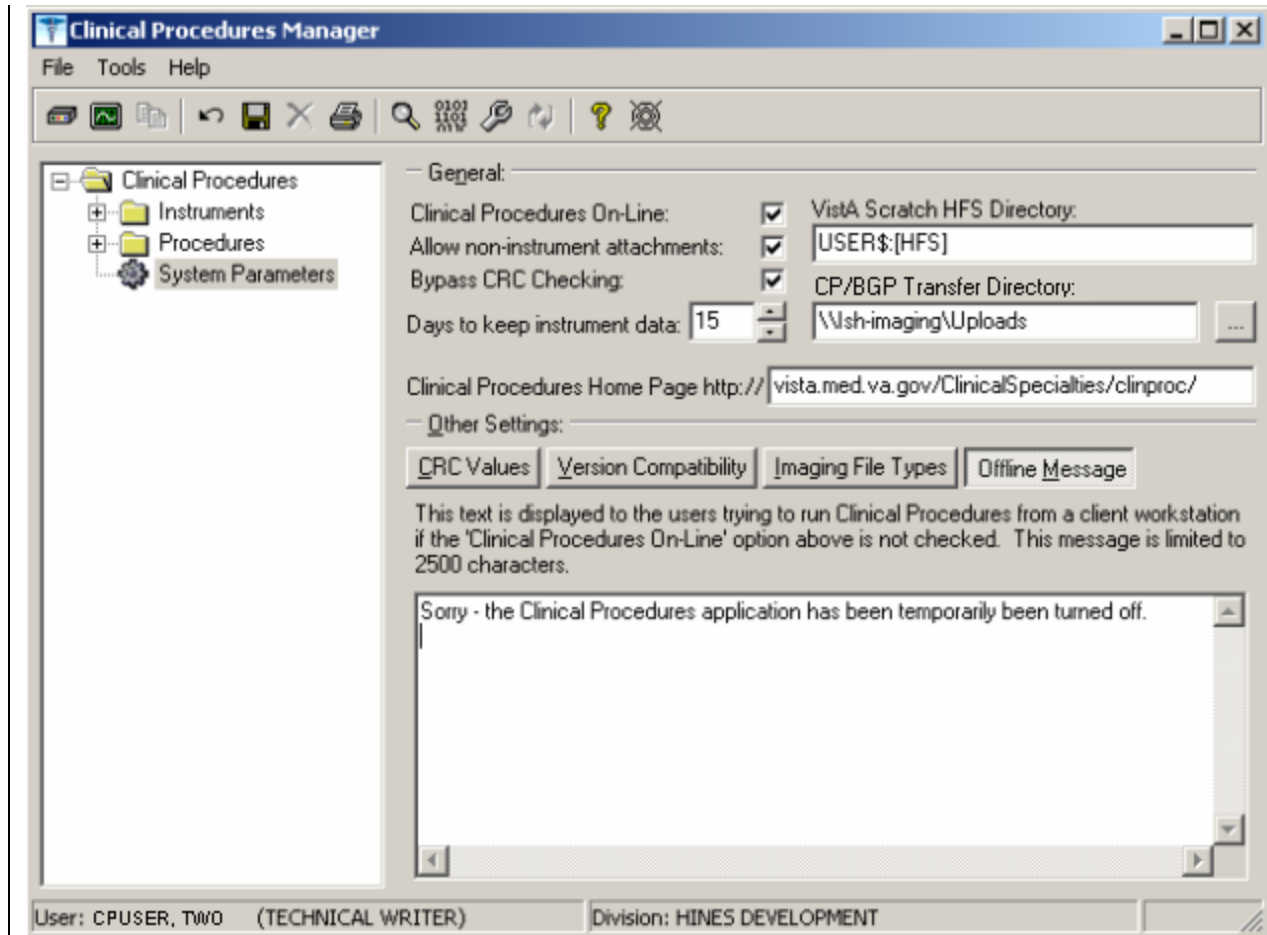 Clinical Procedures Manager
File Tools Help
Clinical Procedures
Instruments
Procedures
System Parameters
General:
Clinical Procedures On-Line:
VistA Scratch HFS Directory:
Allow non-instrument attachments:
USER$:[HFS]
Bypass CRC Checking:
CP/BGP Transfer Directory:
Days to keep instrument data: 15
\\Ish-imaging\Uploads
...
Clinical Procedures Home Page http:// vista.med.va.gov/ClinicalSpecialties/clinproc/
Other Settings:
CRC Values
Version Compatibility
Imaging File Types
Offline Message
This text is displayed to the users trying to run Clinical Procedures from a client workstation
if the 'Clinical Procedures On-Line' option above is not checked. This message is limited to
2500 characters.
Sorry - the Clinical Procedures application has been temporarily been turned off.
User: CPUSER, TWO (TECHNICAL WRITER)
Division: HINES DEVELOPMENT